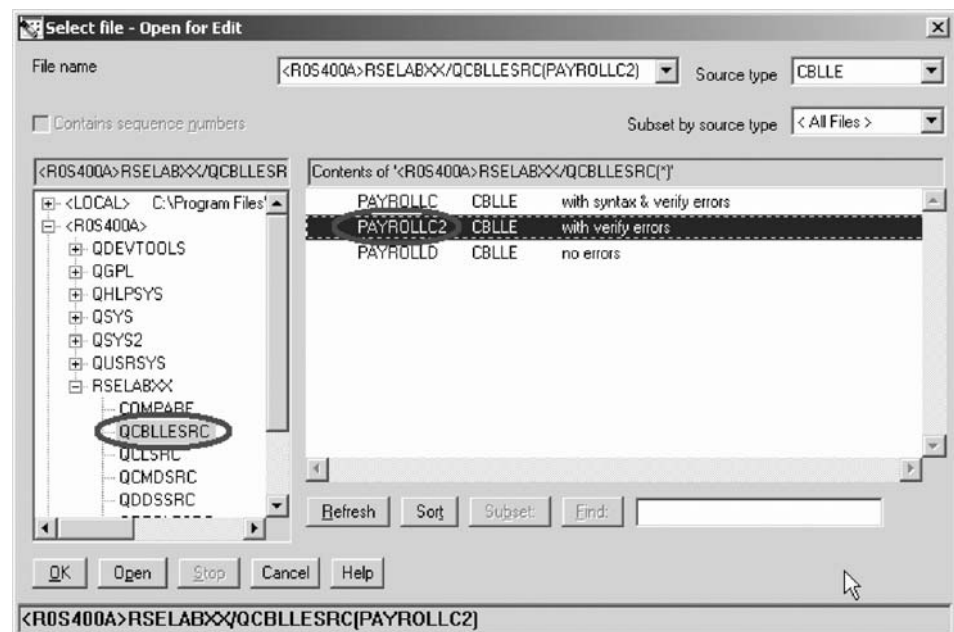 Select file - Open for Edit
File name
<R0S400A>RSELABXX/QCBLLESRC(PAYROLLC2)
Source type
CBLLE
Contains sequence numbers
Subset by source type
< All Files >
<R0S400A>RSELABXX/QCBLLESR
Contents of '<R0S400A>RSELABXX/QCBLLESRC(*)'
<LOCAL> C:\Program Files\
<R0S400A>
QDEVTOOLS
QGPL
QHLPSYS
QSYS
QSYS2
QUSRSYS
RSELABXX
COMPARE
QCBLLESRC
QCLSRC
QCMDSRC
QDDSSRC
PAYROLLC CBLLE with syntax & verify errors
PAYROLLC2 CBLLE with verify errors
PAYROLLD CBLLE no errors
Refresh Sort Subset: Find:
OK Open Stop Cancel Help
<R0S400A>RSELABXX/QCBLLESRC(PAYROLLC2)